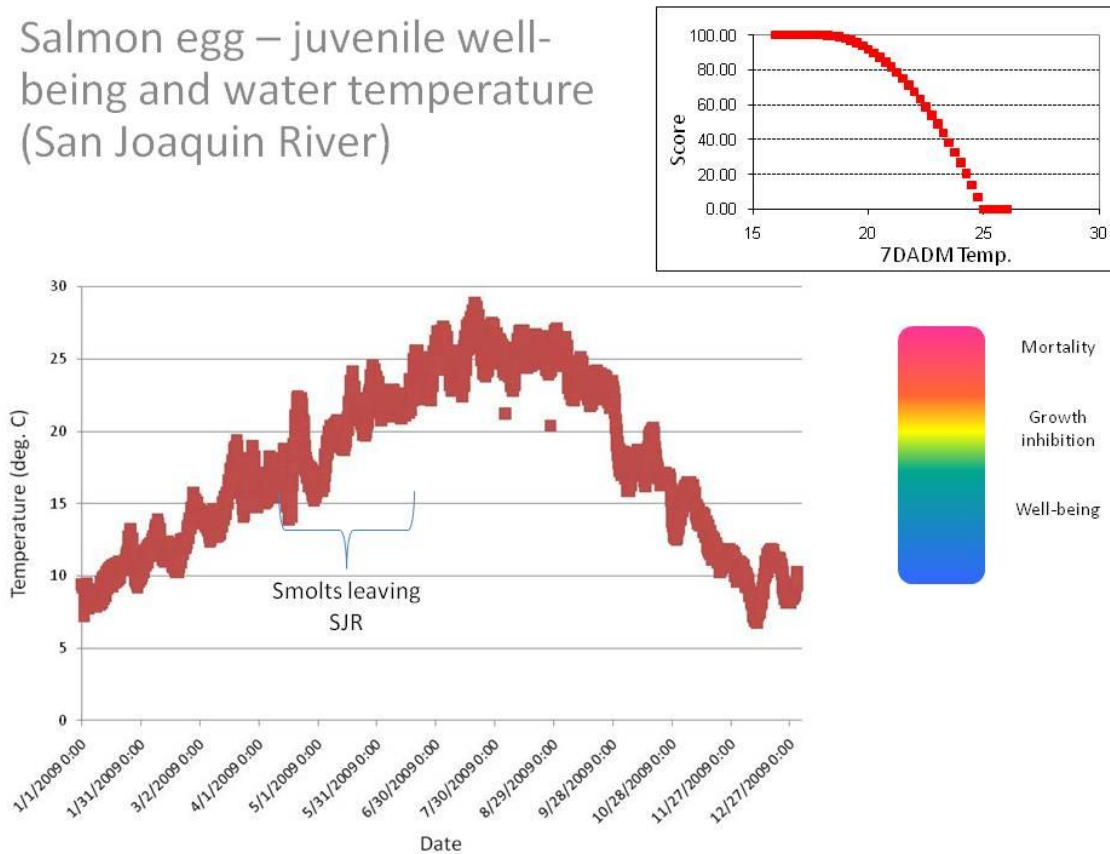 Salmon egg – juvenile well-
being and water temperature
(San Joaquin River)
100.00
80.00
60.00
40.00
20.00
0.00
Score
15
20
25
30
7DADM Temp.
30
25
20
15
10
5
0
Temperature (deg. C)
Smolts leaving
SJR
1/1/2009 0:00
1/31/2009 0:00
3/2/2009 0:00
4/1/2009 0:00
5/1/2009 0:00
5/31/2009 0:00
6/30/2009 0:00
7/30/2009 0:00
8/29/2009 0:00
9/28/2009 0:00
10/28/2009 0:00
11/27/2009 0:00
12/27/2009 0:00
Date
Mortality
Growth
inhibition
Well-being